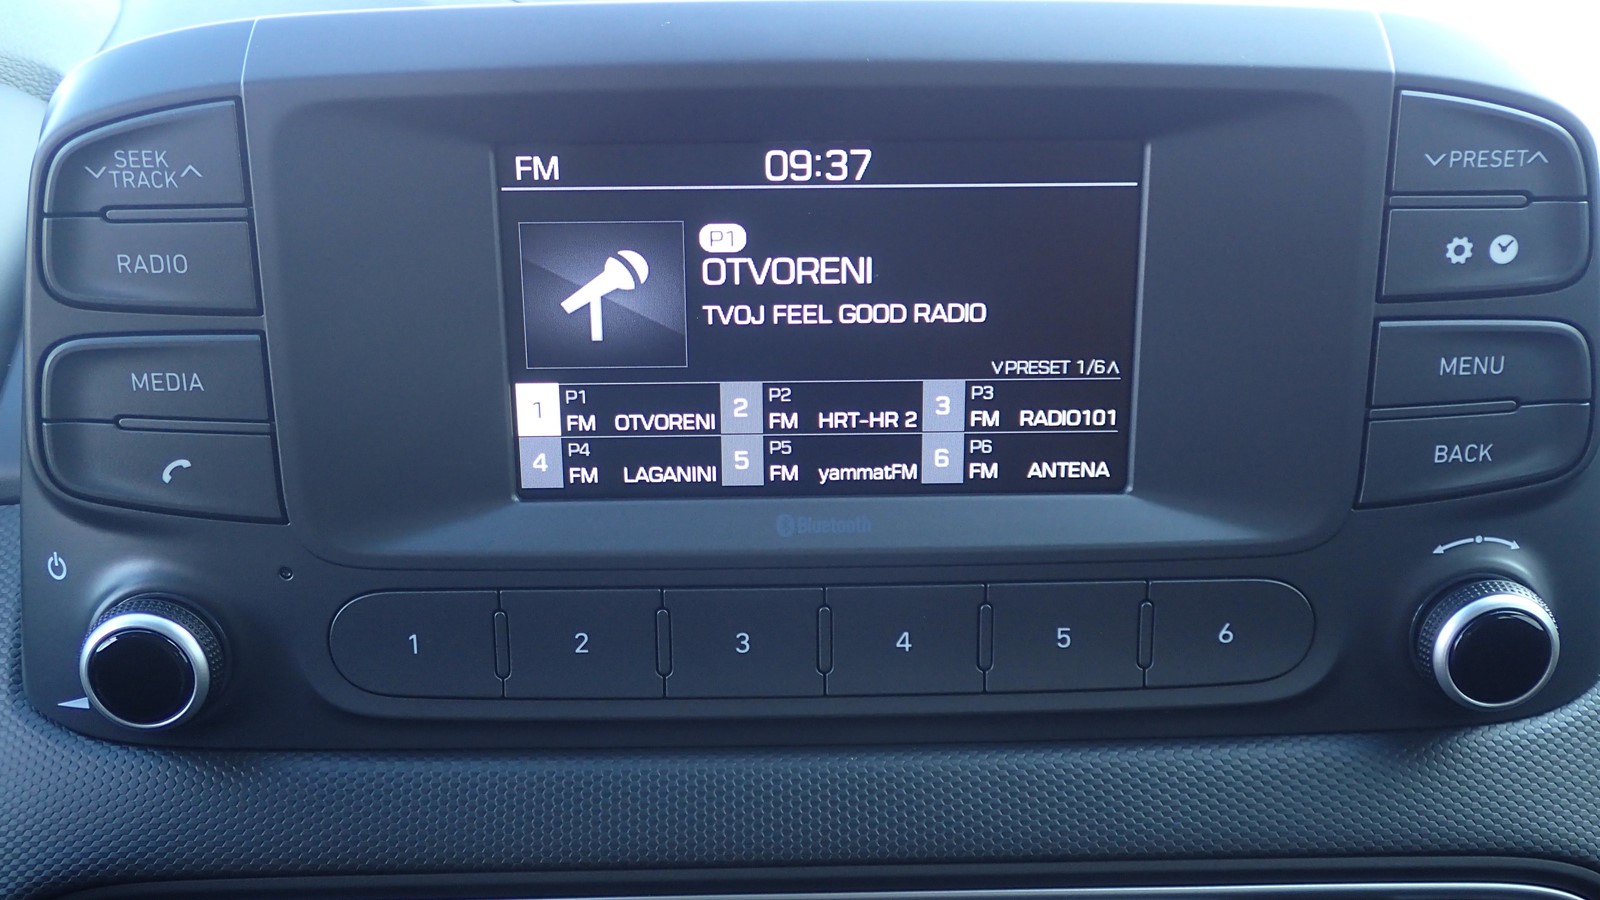 SEEK
TRACK
RADIO
MEDIA
FM 09:37
P1
OTVORENI
TVOJ FEEL GOOD RADIO
PRESET 1/6
1 P1 FM OTVORENI
2 P2 FM HRT-HR 2
3 P3 FM RADIO101
4 P4 FM LAGANINI
5 P5 FM yammatFM
6 P6 FM ANTENA
Bluetooth
PRESET
MENU
BACK
1 2 3 4 5 6